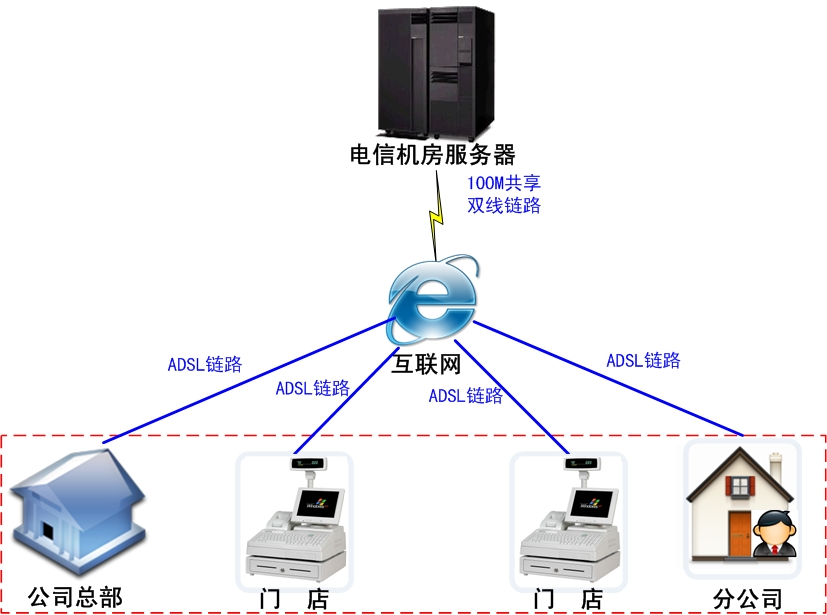 电信机房服务器
100M共享
双线链路
互联网
ADSL链路
ADSL链路
ADSL链路
ADSL链路
公司总部
门 店
门 店
分公司